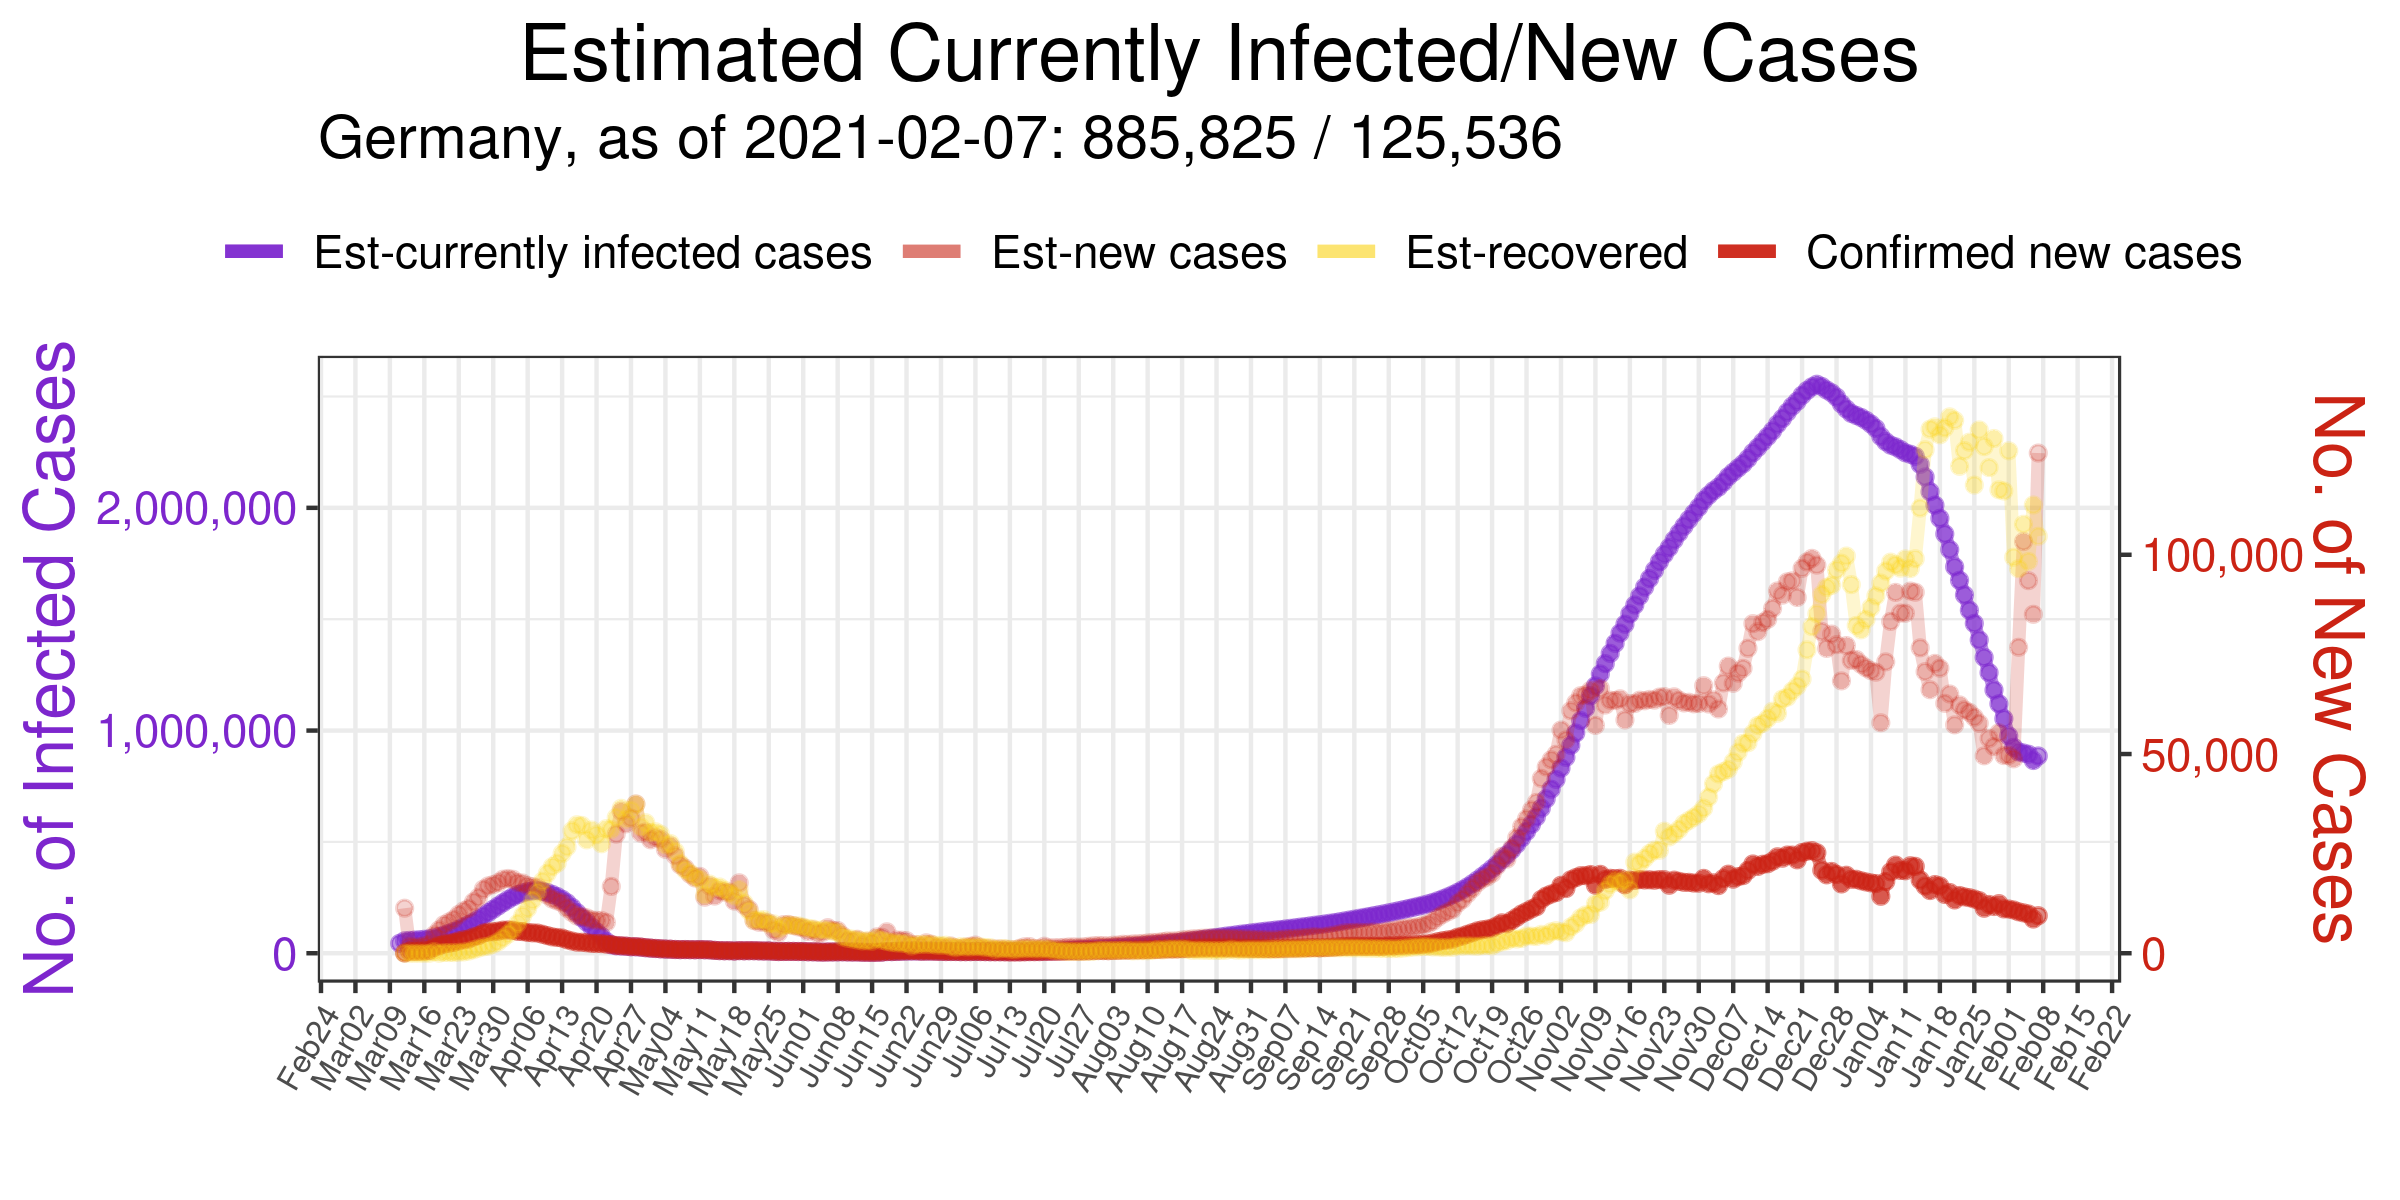 Estimated Currently Infected/New Cases
Germany, as of 2021-02-07: 885,825 / 125,536
Est-currently infected cases Est-new cases Est-recovered Confirmed new cases
No. of Infected Cases
2,000,000
1,000,000
0
100,000
50,000
0
No. of New Cases
Feb24 Mar02 Mar09 Mar16 Mar23 Mar30 Apr06 Apr13 Apr20 Apr27 May04 May11 May18 May25 Jun01 Jun08 Jun15 Jun22 Jun29 Jul06 Jul13 Jul20 Jul27 Aug03 Aug10 Aug17 Aug24 Aug31 Sep07 Sep14 Sep21 Sep28 Oct05 Oct12 Oct19 Oct26 Nov02 Nov09 Nov16 Nov23 Nov30 Dec07 Dec14 Dec21 Dec28 Jan04 Jan11 Jan18 Jan25 Feb01 Feb08 Feb15 Feb22